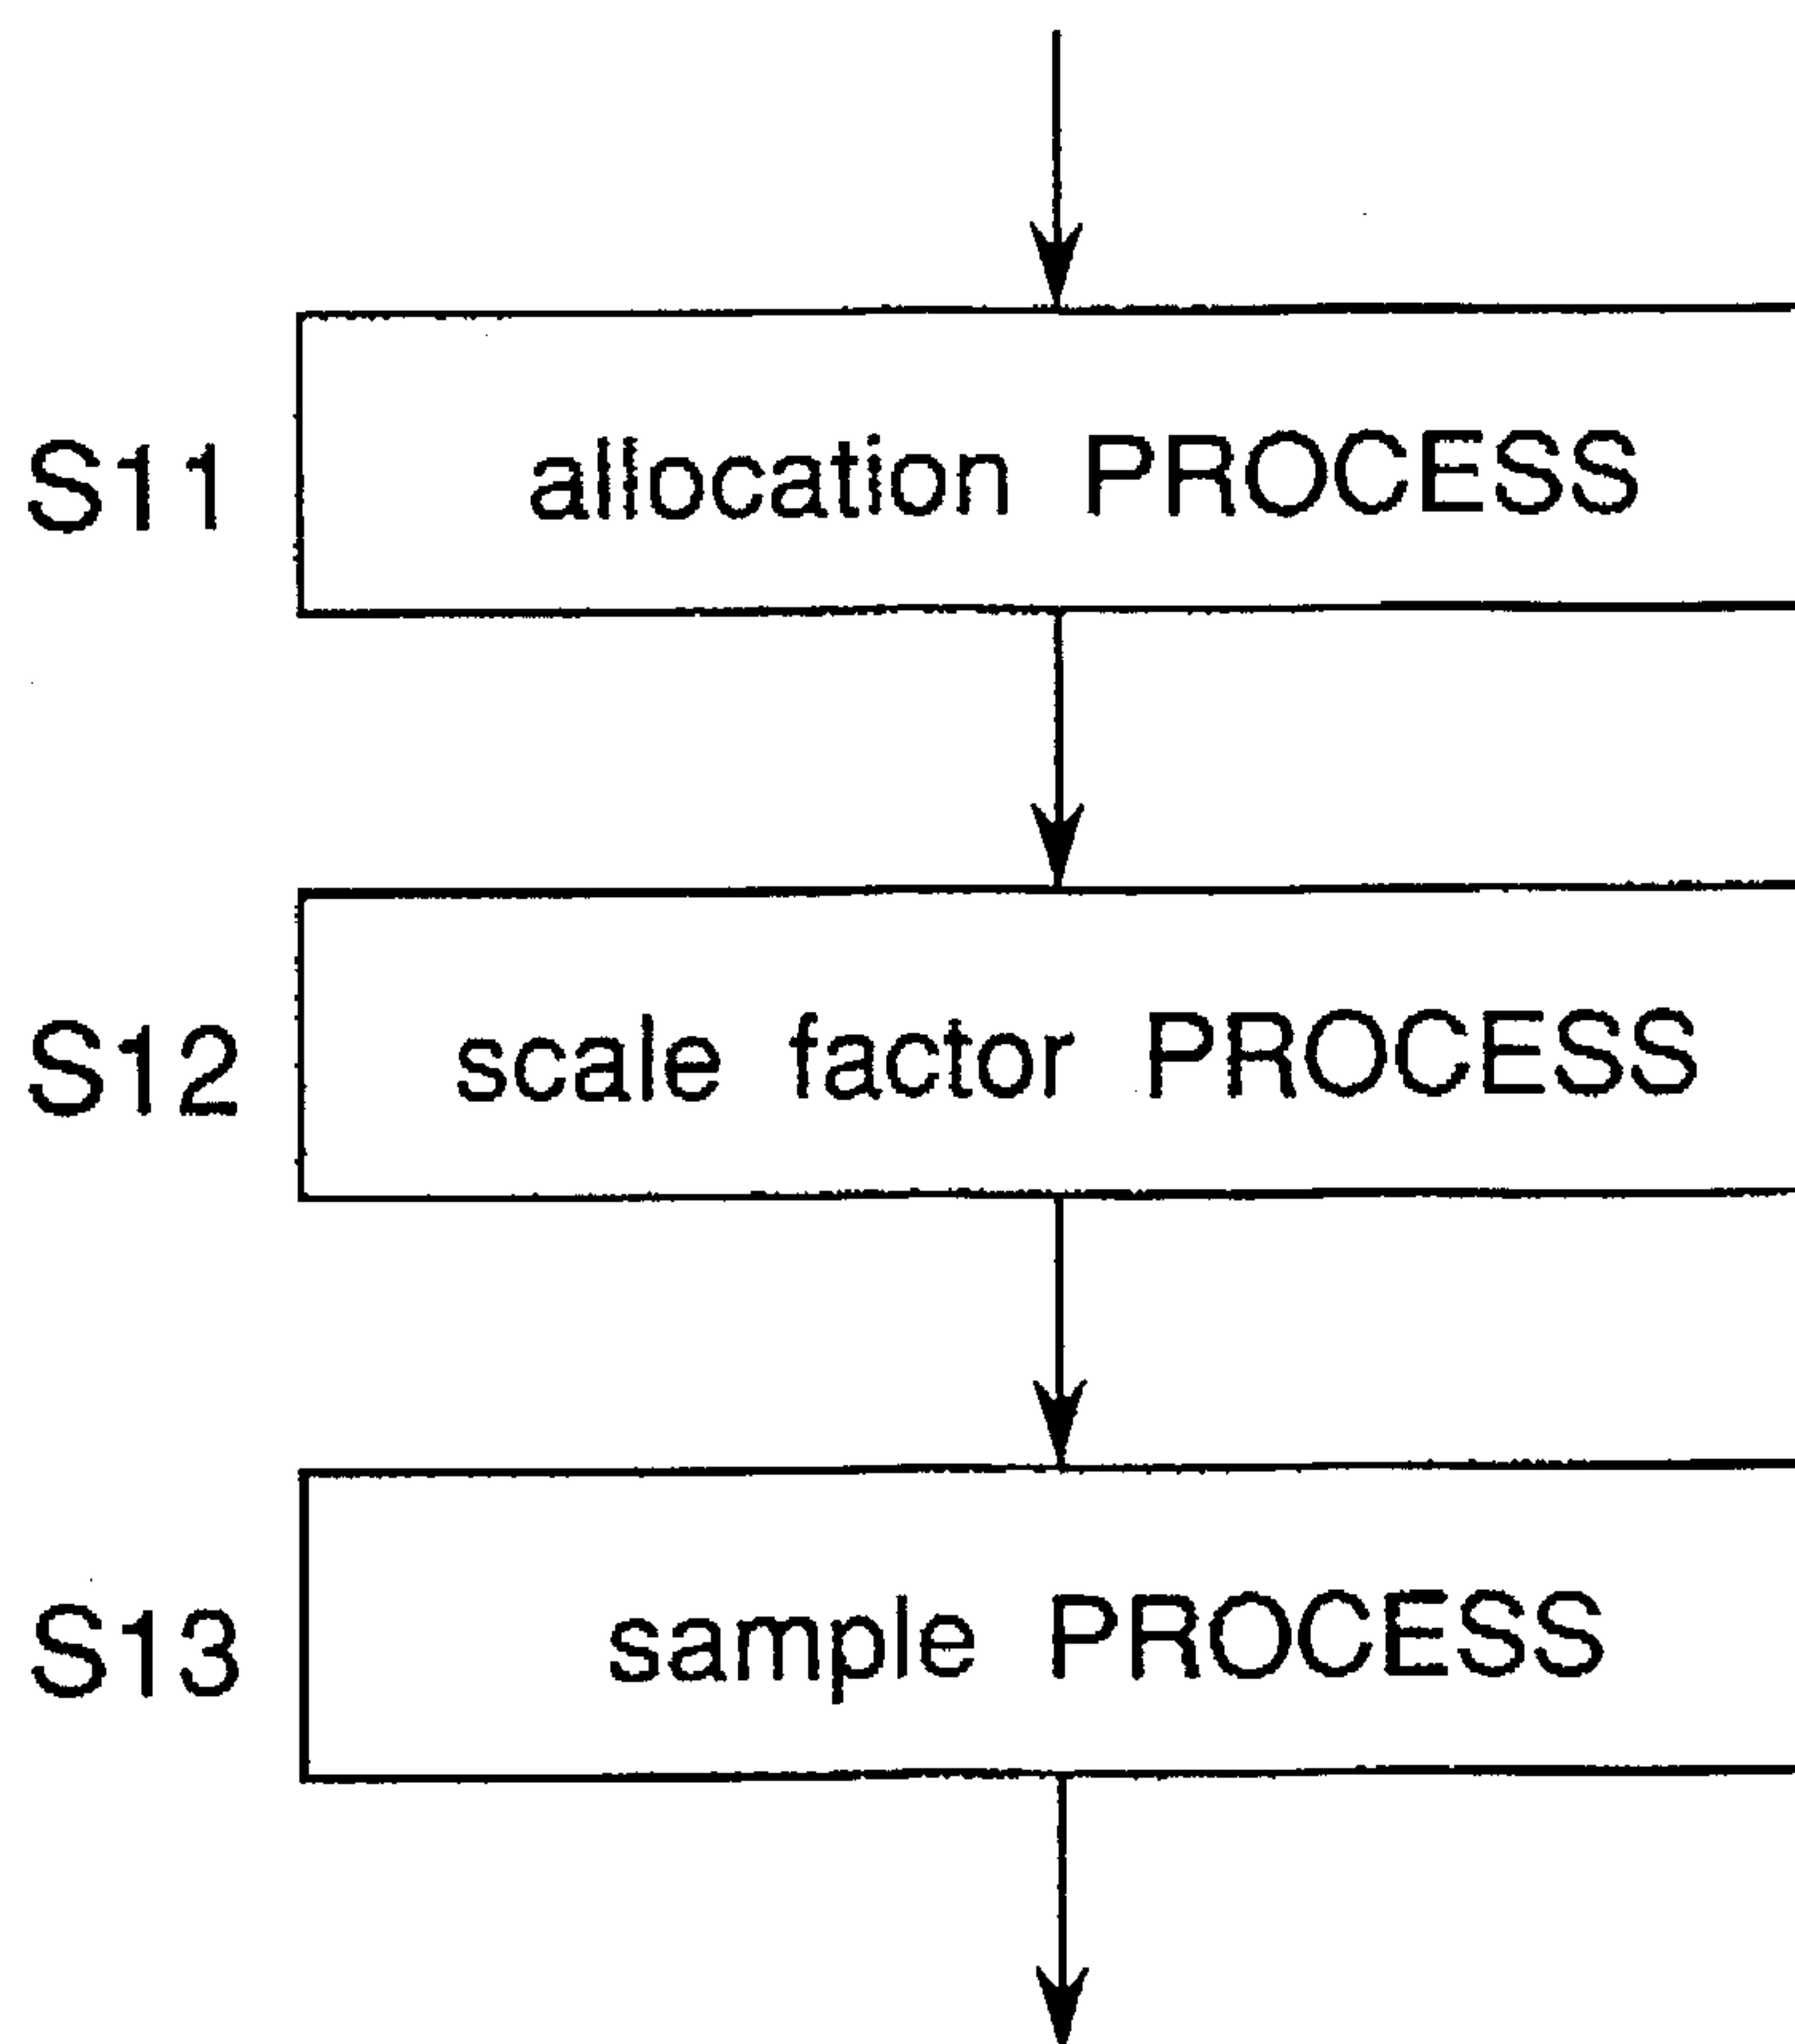 S11 allocation PROCESS
S12 scale factor PROCESS
S13 sample PROCESS